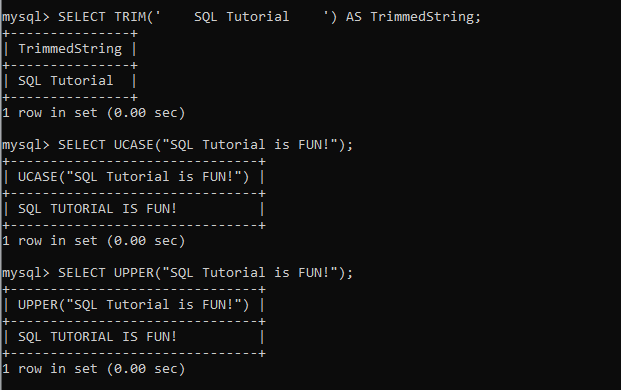 mysql> SELECT TRIM('    SQL Tutorial    ') AS TrimmedString;
+---------------+
| TrimmedString |
+---------------+
| SQL Tutorial  |
+---------------+
1 row in set (0.00 sec)
mysql> SELECT UCASE("SQL Tutorial is FUN!");
+-------------------------------+
| UCASE("SQL Tutorial is FUN!") |
+-------------------------------+
| SQL TUTORIAL IS FUN!          |
+-------------------------------+
1 row in set (0.00 sec)
mysql> SELECT UPPER("SQL Tutorial is FUN!");
+-------------------------------+
| UPPER("SQL Tutorial is FUN!") |
+-------------------------------+
| SQL TUTORIAL IS FUN!          |
+-------------------------------+
1 row in set (0.00 sec)